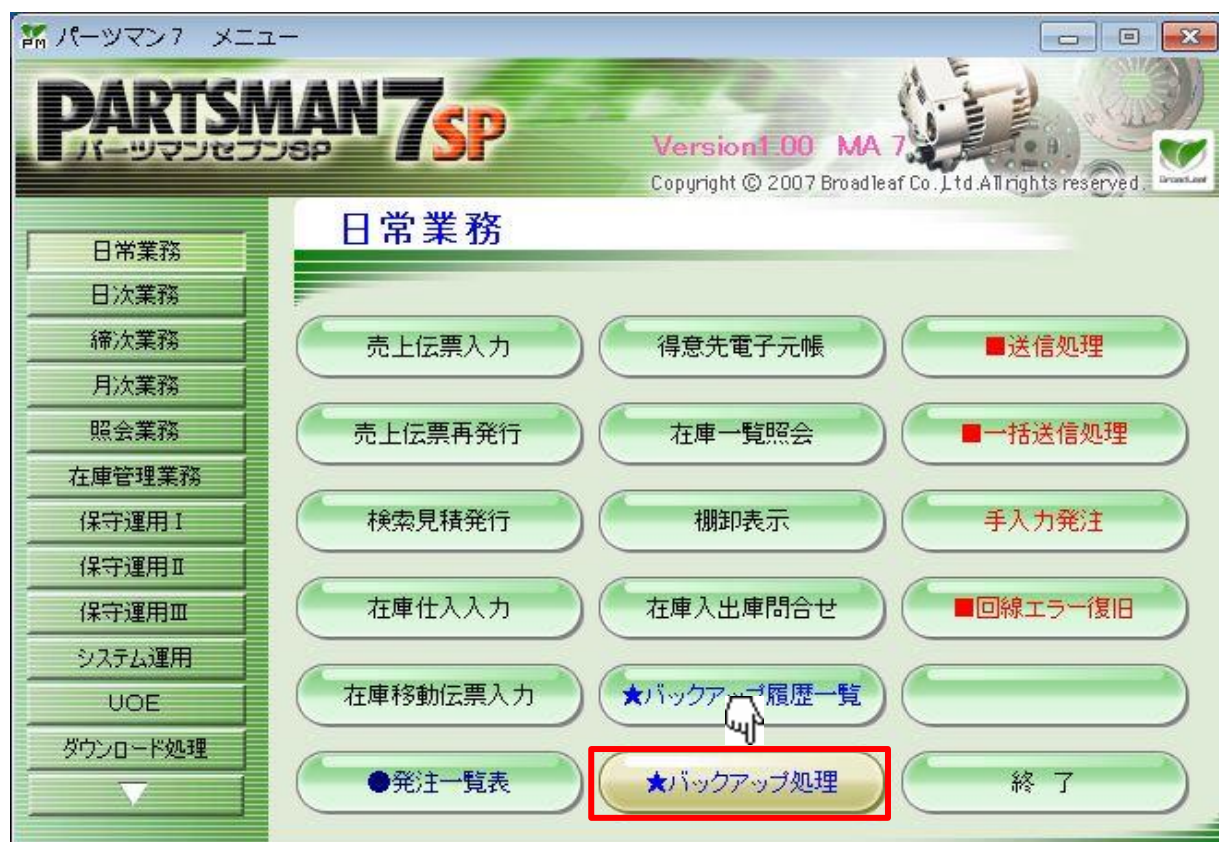 パーツマン7 メニュー
PARTSMAN7SP
パーツマンセブンSP
Version1.00 MA 7
Copyright © 2007 Broadleaf Co.,Ltd.All rights reserved.
BroadLeaf
日常業務
日常業務
日次業務
締次業務
月次業務
照会業務
在庫管理業務
保守運用Ⅰ
保守運用Ⅱ
保守運用Ⅲ
システム運用
UOE
ダウンロード処理
売上伝票入力 得意先電子元帳 ■送信処理
売上伝票再発行 在庫一覧照会 ■一括送信処理
検索見積発行 棚卸表示 手入力発注
在庫仕入入力 在庫入出庫問合せ ■回線エラー復旧
在庫移動伝票入力 ★バックアップ履歴一覧
●発注一覧表 ★バックアップ処理 終 了